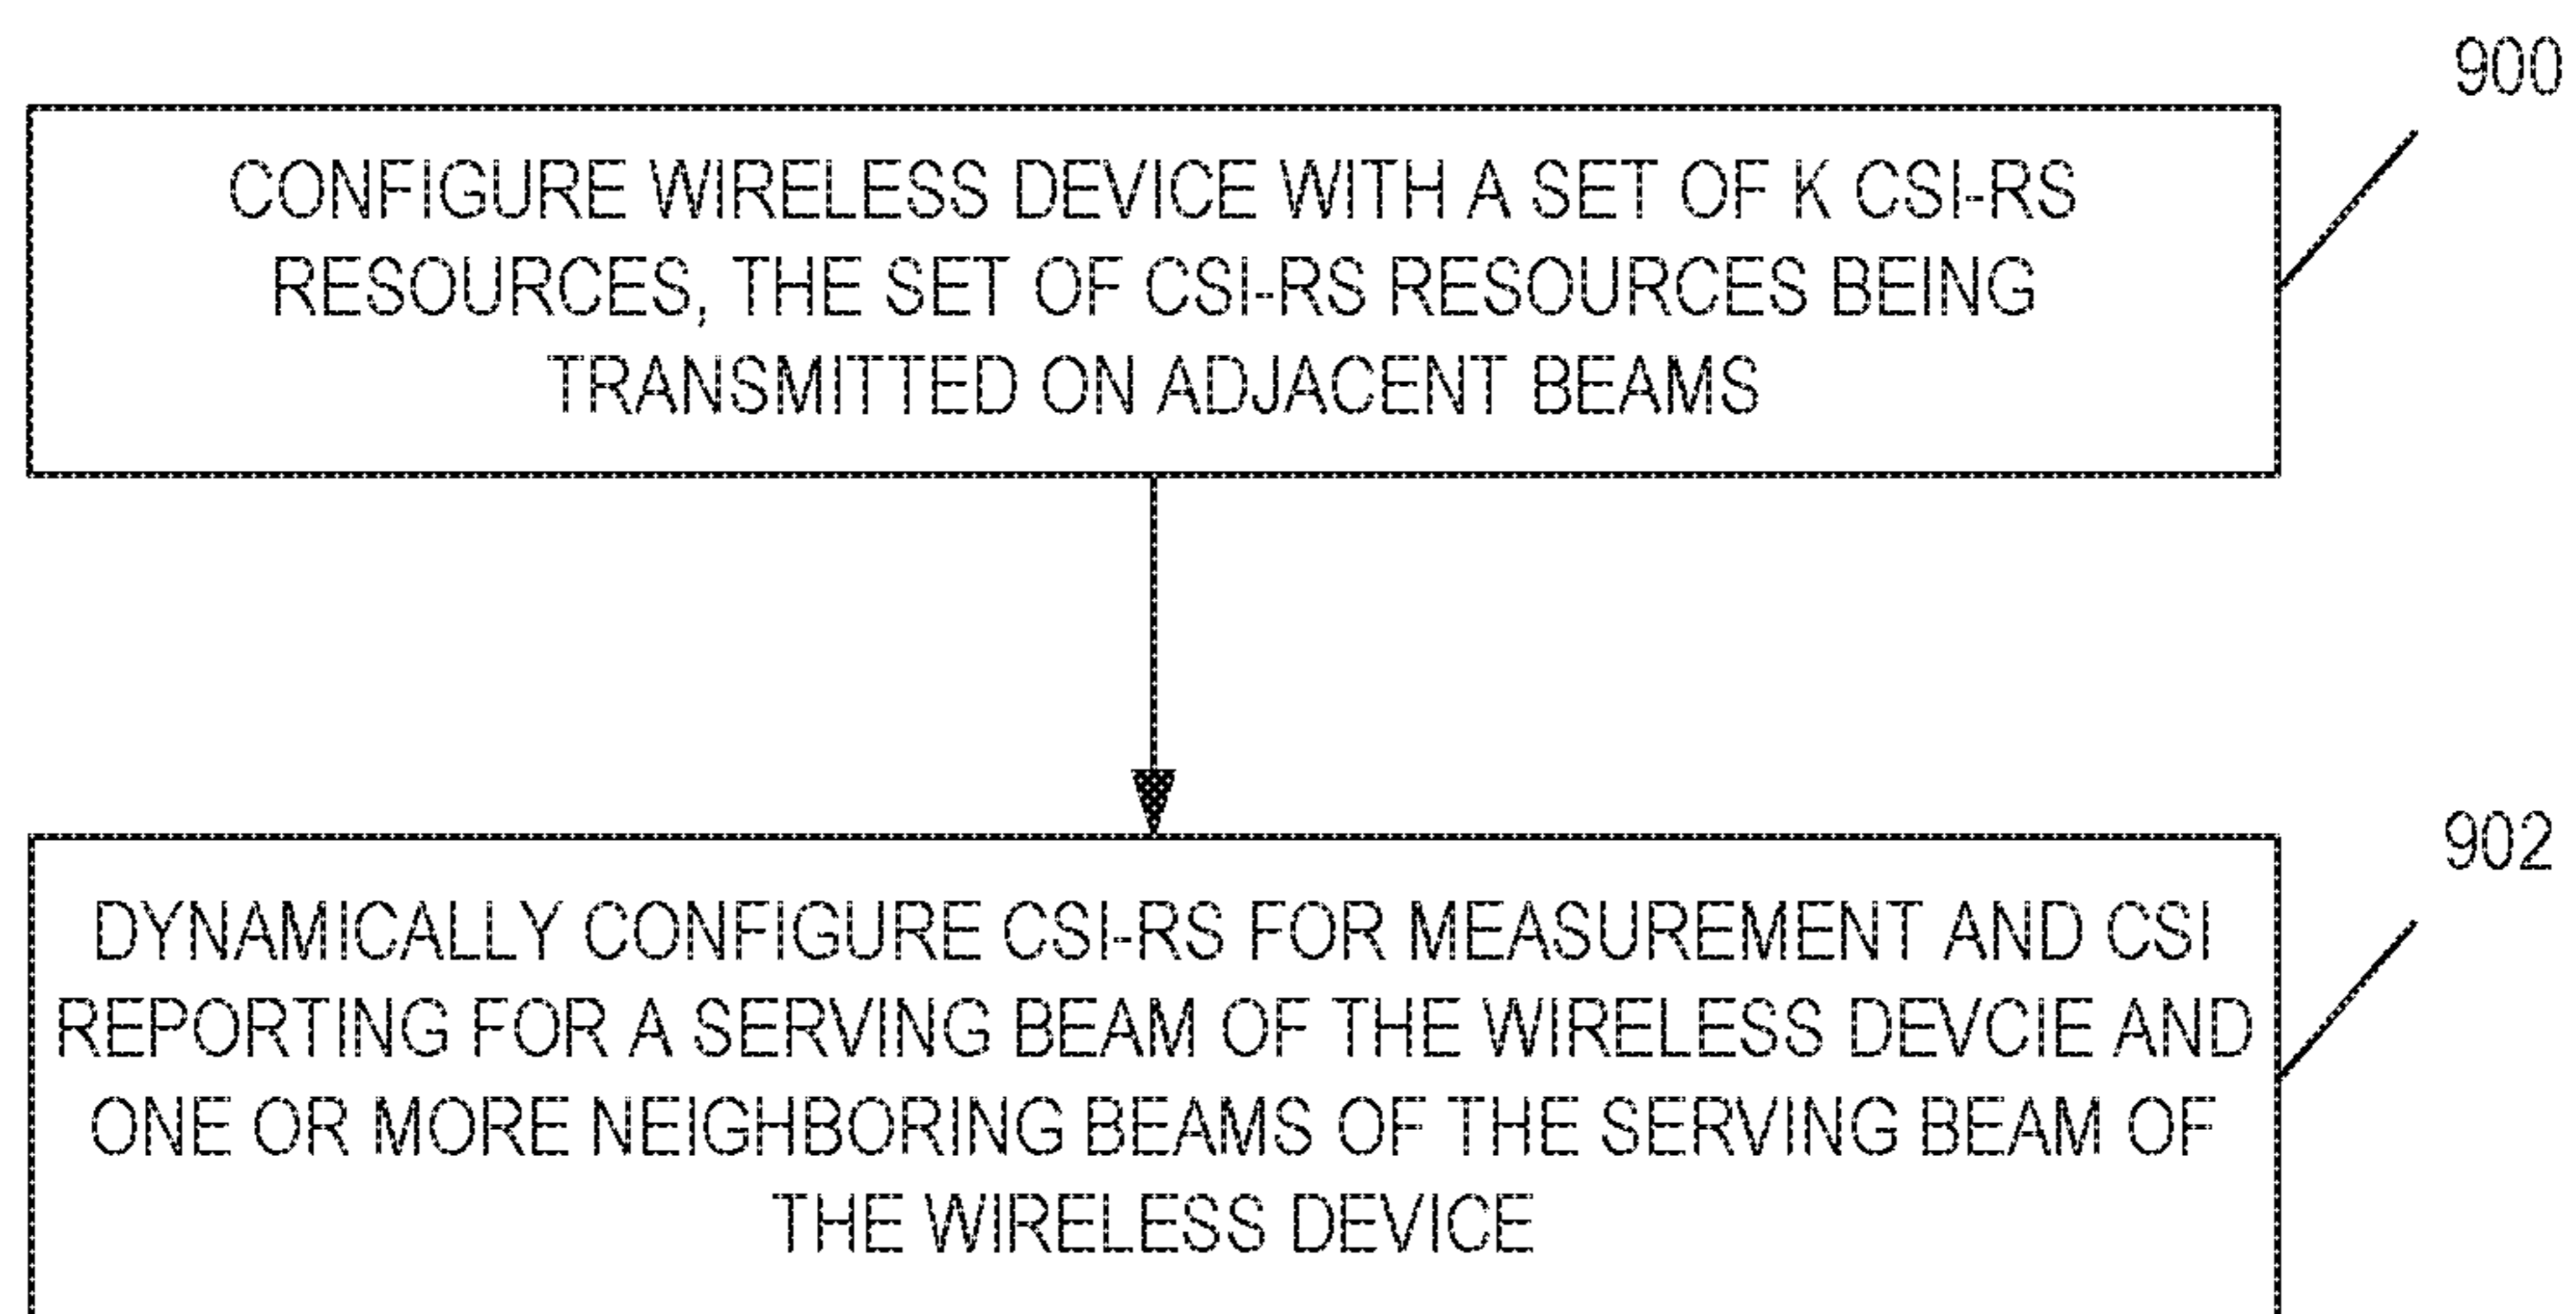 900
CONFIGURE WIRELESS DEVICE WITH A SET OF K CSI-RS
RESOURCES, THE SET OF CSI-RS RESOURCES BEING
TRANSMITTED ON ADJACENT BEAMS
902
DYNAMICALLY CONFIGURE CSI-RS FOR MEASUREMENT AND CSI
REPORTING FOR A SERVING BEAM OF THE WIRELESS DEVCIE AND
ONE OR MORE NEIGHBORING BEAMS OF THE SERVING BEAM OF
THE WIRELESS DEVICE